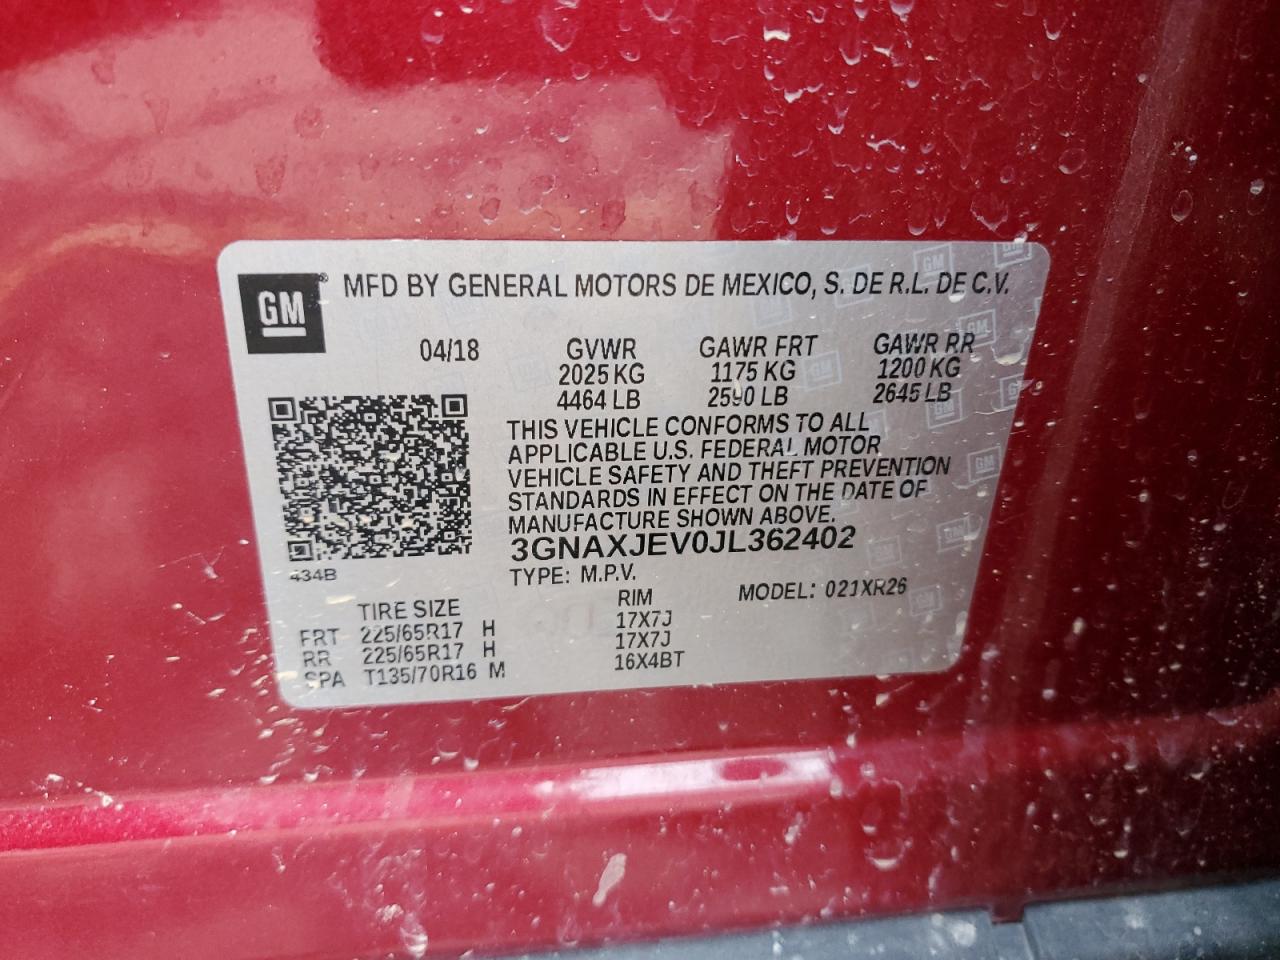 GM® MFD BY GENERAL MOTORS DE MEXICO, S. DE R.L. DE C.V.
04/18 GVWR GAWR FRT GAWR RR
2025 KG 1175 KG 1200 KG
4464 LB 2590 LB 2645 LB
THIS VEHICLE CONFORMS TO ALL
APPLICABLE U.S. FEDERAL MOTOR
VEHICLE SAFETY AND THEFT PREVENTION
STANDARDS IN EFFECT ON THE DATE OF
MANUFACTURE SHOWN ABOVE.
3GNAXJEV0JL362402
434B
TYPE: M.P.V. MODEL: 021XR26
TIRE SIZE RIM
FRT 225/65R17 H 17X7J
RR 225/65R17 H 17X7J
SPA T135/70R16 M 16X4BT